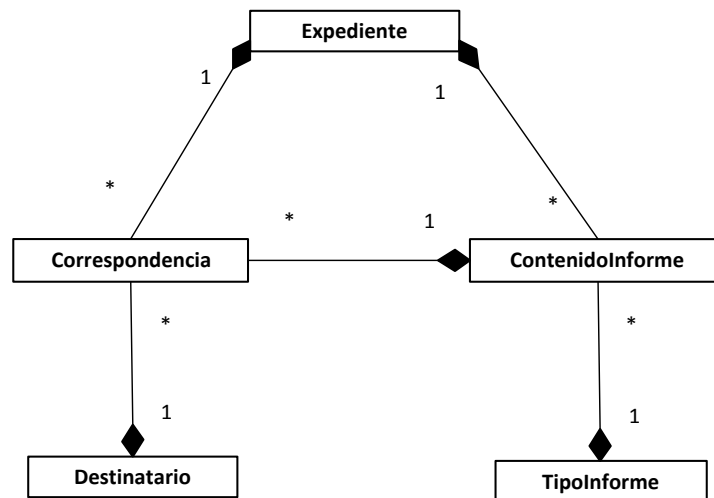 Expediente
1
1
*
*
*
1
Correspondencia
ContenidoInforme
*
*
1
1
Destinatario
TipoInforme